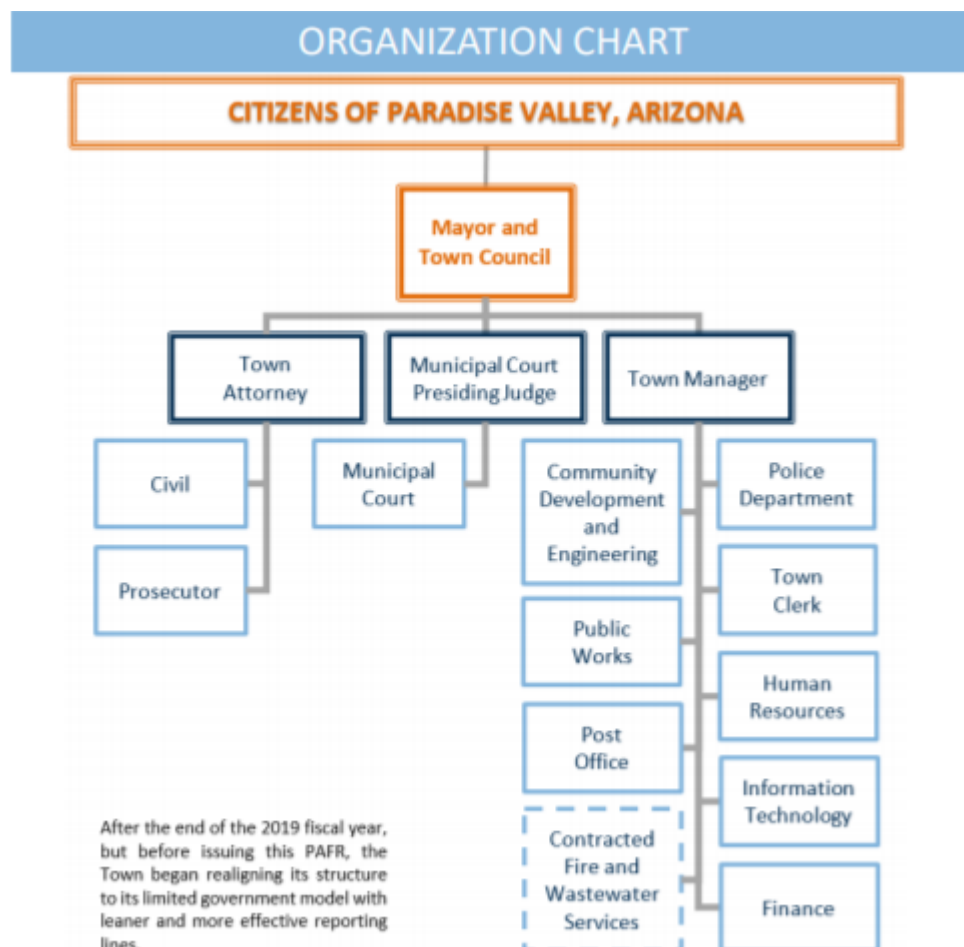 ORGANIZATION CHART
CITIZENS OF PARADISE VALLEY, ARIZONA
Mayor and
Town Council
Town
Attorney
Municipal Court
Presiding Judge
Town Manager
Civil
Prosecutor
Municipal
Court
Community
Development
and
Engineering
Public
Works
Post
Office
Contracted
Fire and
Wastewater
Services
Police
Department
Town
Clerk
Human
Resources
Information
Technology
Finance
After the end of the 2019 fiscal year,
but before issuing this PAFR, the
Town began realigning its structure
to its limited government model with
leaner and more effective reporting
lines.